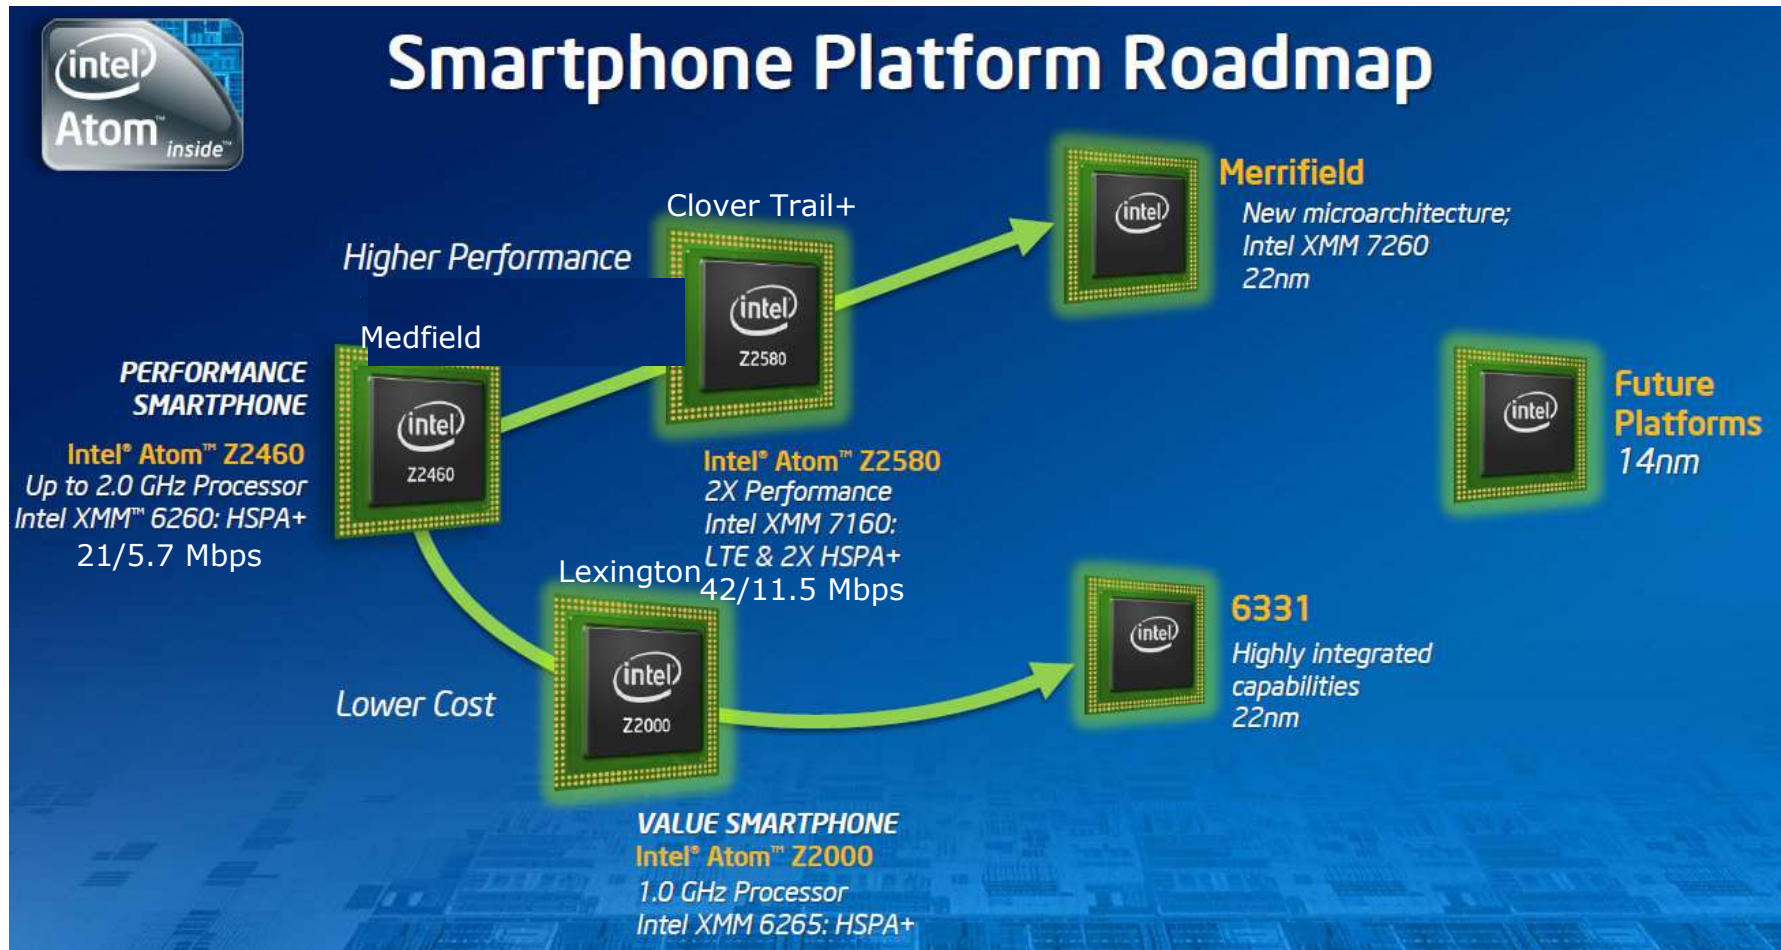 intel
Atom™
inside™
Smartphone Platform Roadmap
Merrifield
New microarchitecture;
Intel XMM 7260
22nm
intel
Clover Trail+
Higher Performance
intel
Z2580
Medfield
PERFORMANCE
SMARTPHONE
Intel® Atom™ Z2460
Up to 2.0 GHz Processor
Intel XMM™ 6260: HSPA+
21/5.7 Mbps
intel
Z2460
Intel® Atom™ Z2580
2X Performance
Intel XMM 7160:
LTE & 2X HSPA+
42/11.5 Mbps
intel
Future
Platforms
14nm
Lexington
intel
Z2000
Lower Cost
intel
6331
Highly integrated
capabilities
22nm
VALUE SMARTPHONE
Intel® Atom™ Z2000
1.0 GHz Processor
Intel XMM 6265: HSPA+